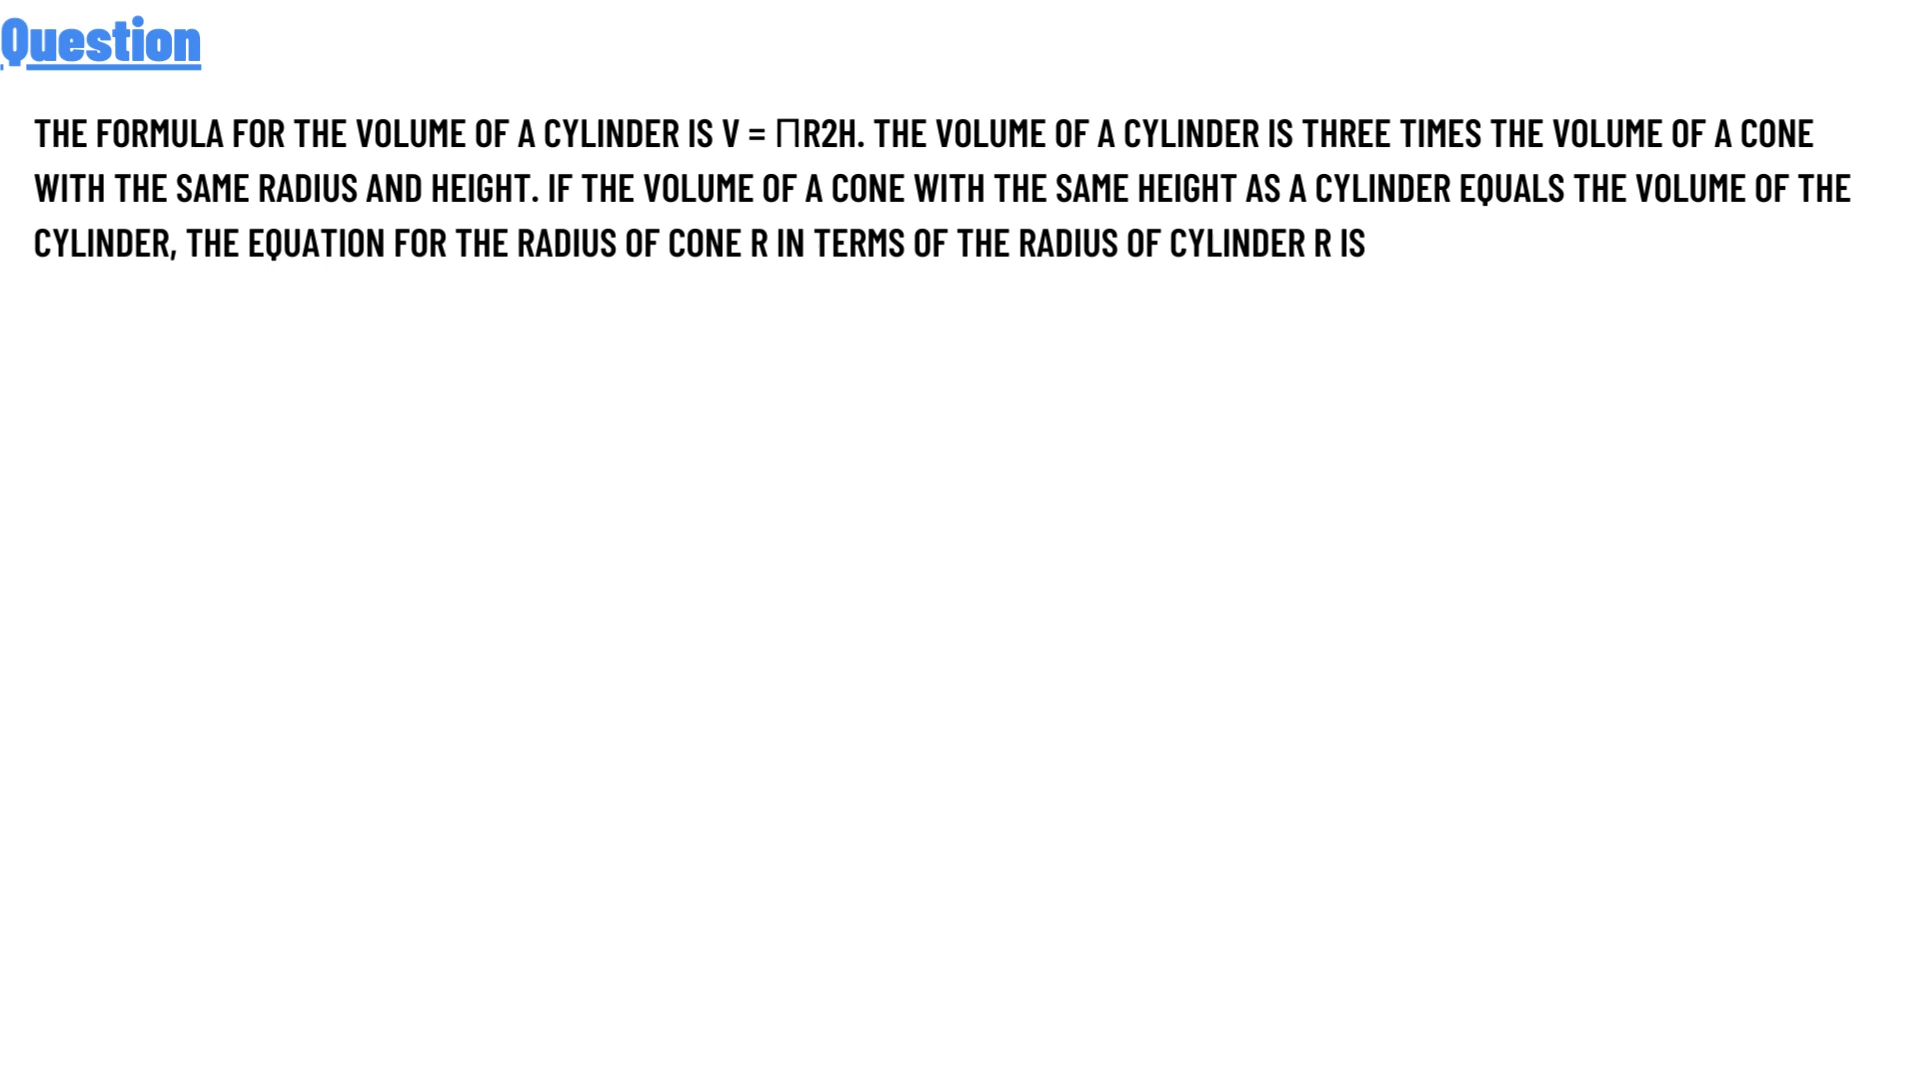 Question
THE FORMULA FOR THE VOLUME OF A CYLINDER IS V = ΠR2H. THE VOLUME OF A CYLINDER IS THREE TIMES THE VOLUME OF A CONE
WITH THE SAME RADIUS AND HEIGHT. IF THE VOLUME OF A CONE WITH THE SAME HEIGHT AS A CYLINDER EQUALS THE VOLUME OF THE
CYLINDER, THE EQUATION FOR THE RADIUS OF CONE R IN TERMS OF THE RADIUS OF CYLINDER R IS